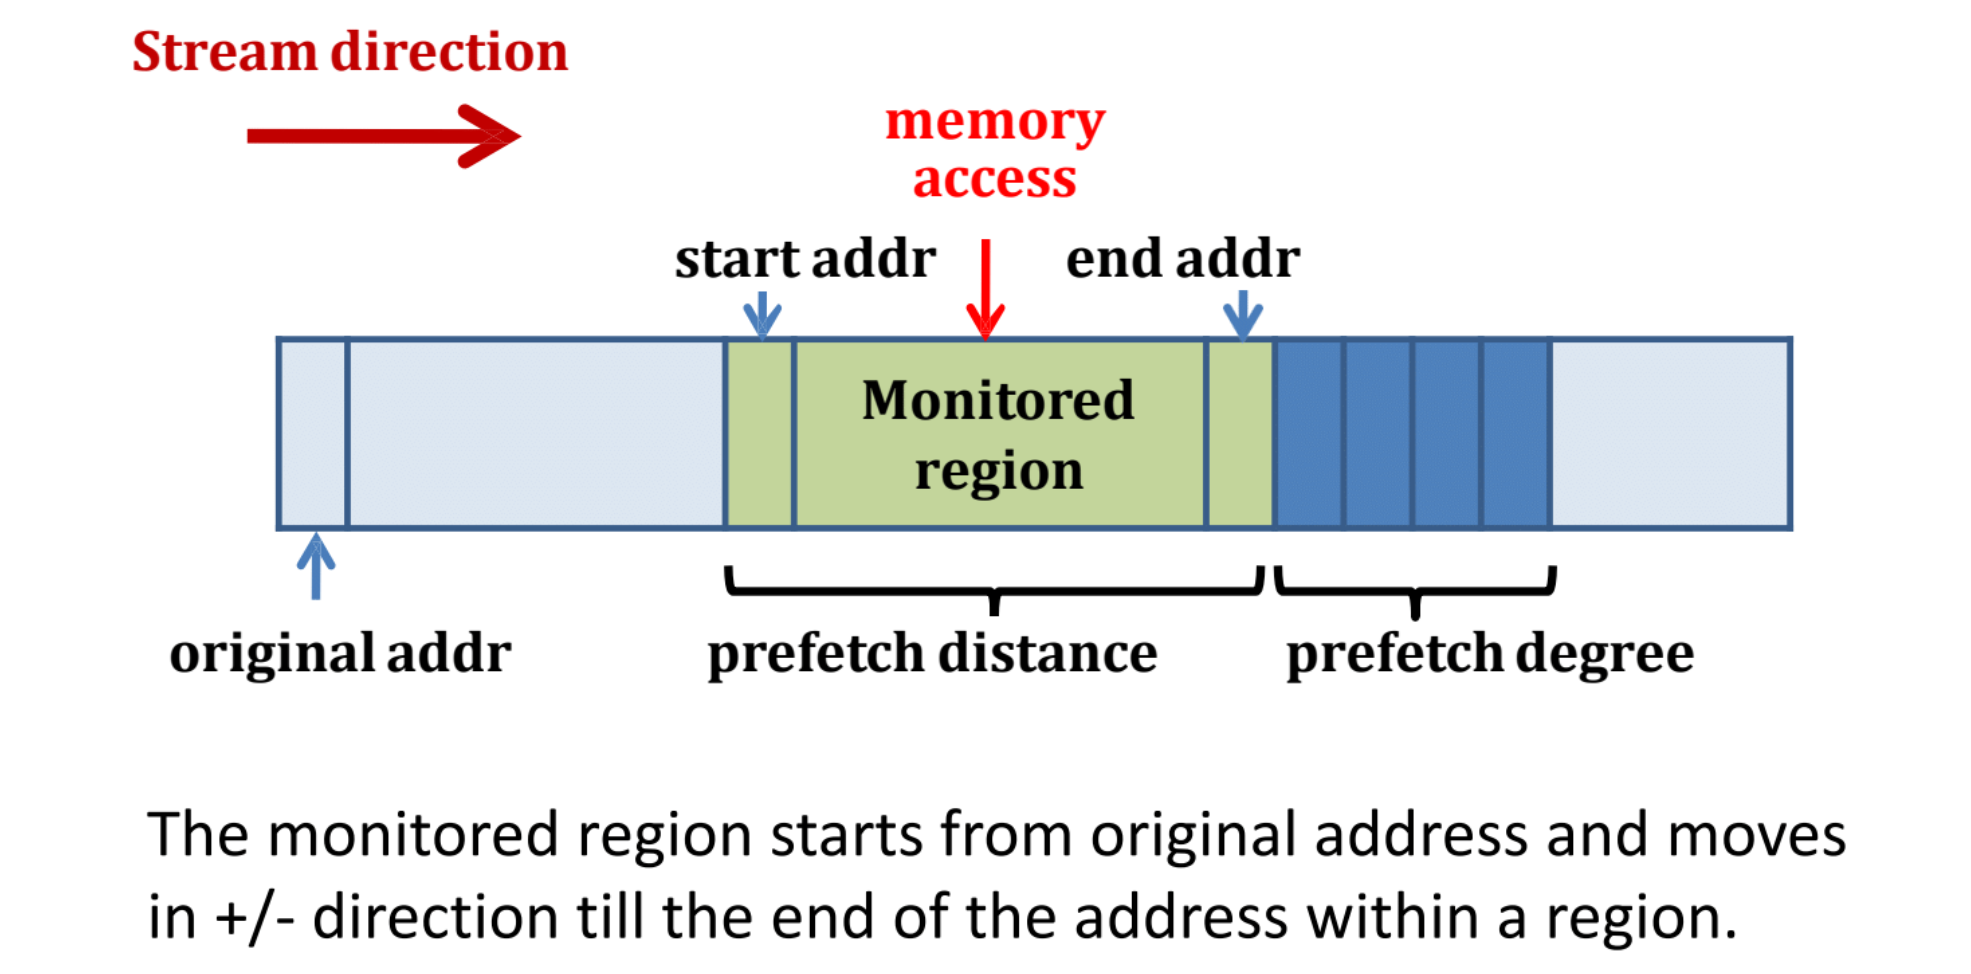 Stream direction
memory
access
start addr
end addr
Monitored
region
original addr
prefetch distance
prefetch degree
The monitored region starts from original address and moves
in +/- direction till the end of the address within a region.